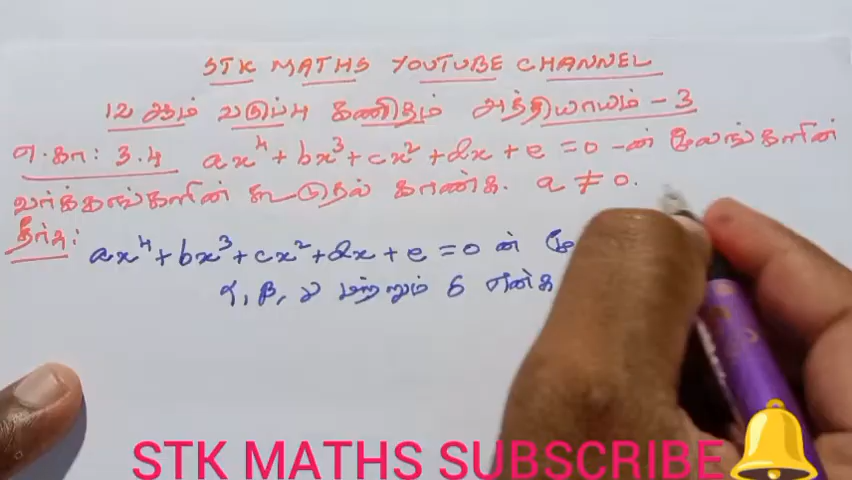 STK MATHS YOUTUBE CHANNEL
12 ஆம் வகுப்பு கணிதம் அத்தியாயம் - 3
எ.கா: 3.4 ax⁴+bx³+cx²+dx+e=0 -ன் மூலங்களின்
வர்க்கங்களின் கூடுதல் காண்க. a ≠ 0.
தீர்வு:
ax⁴+bx³+cx²+dx+e=0 ன்
α, β, γ மற்றும் δ என்க
STK MATHS SUBSCRIBE